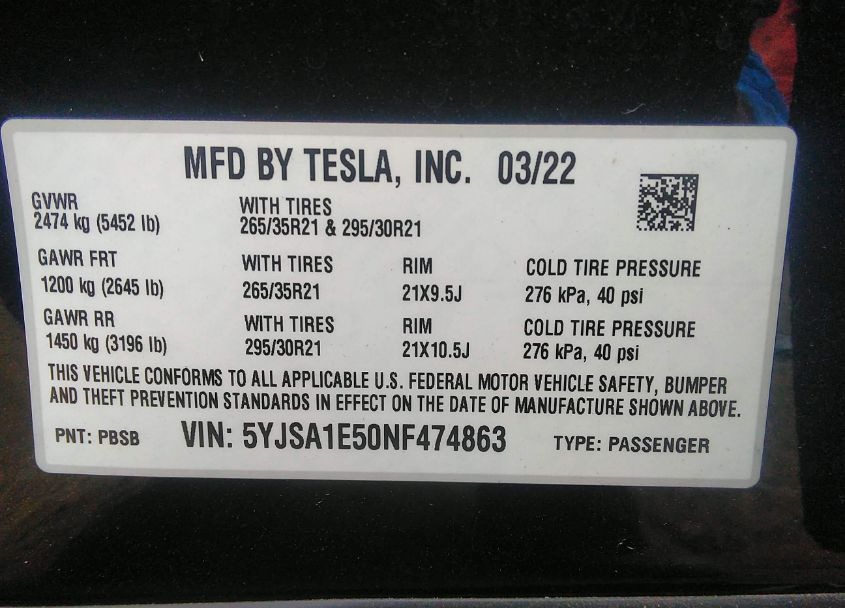 MFD BY TESLA, INC. 03/22
GVWR WITH TIRES
2474 kg (5452 lb) 265/35R21 & 295/30R21
GAWR FRT WITH TIRES RIM COLD TIRE PRESSURE
1200 kg (2645 lb) 265/35R21 21X9.5J 276 kPa, 40 psi
GAWR RR WITH TIRES RIM COLD TIRE PRESSURE
1450 kg (3196 lb) 295/30R21 21X10.5J 276 kPa, 40 psi
THIS VEHICLE CONFORMS TO ALL APPLICABLE U.S. FEDERAL MOTOR VEHICLE SAFETY, BUMPER
AND THEFT PREVENTION STANDARDS IN EFFECT ON THE DATE OF MANUFACTURE SHOWN ABOVE.
PNT: PBSB VIN: 5YJSA1E50NF474863 TYPE: PASSENGER